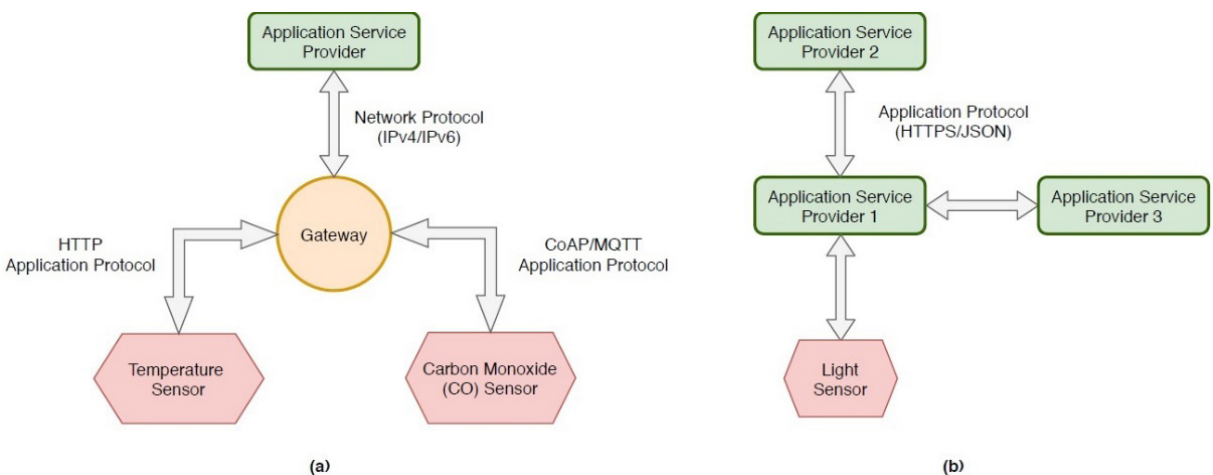 Application Service
Provider
Network Protocol
(IPv4/IPv6)
Gateway
HTTP
Application Protocol
CoAP/MQTT
Application Protocol
Temperature
Sensor
Carbon Monoxide
(CO) Sensor
(a)
Application Service
Provider 2
Application Protocol
(HTTPS/JSON)
Application Service
Provider 1
Application Service
Provider 3
Light
Sensor
(b)